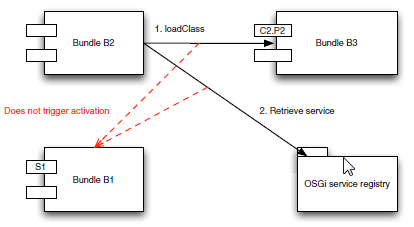 1. loadClass
C2.P2
Bundle B2
Bundle B3
Does not trigger activation
2. Retrieve service
S1
Bundle B1
OSGi service registry